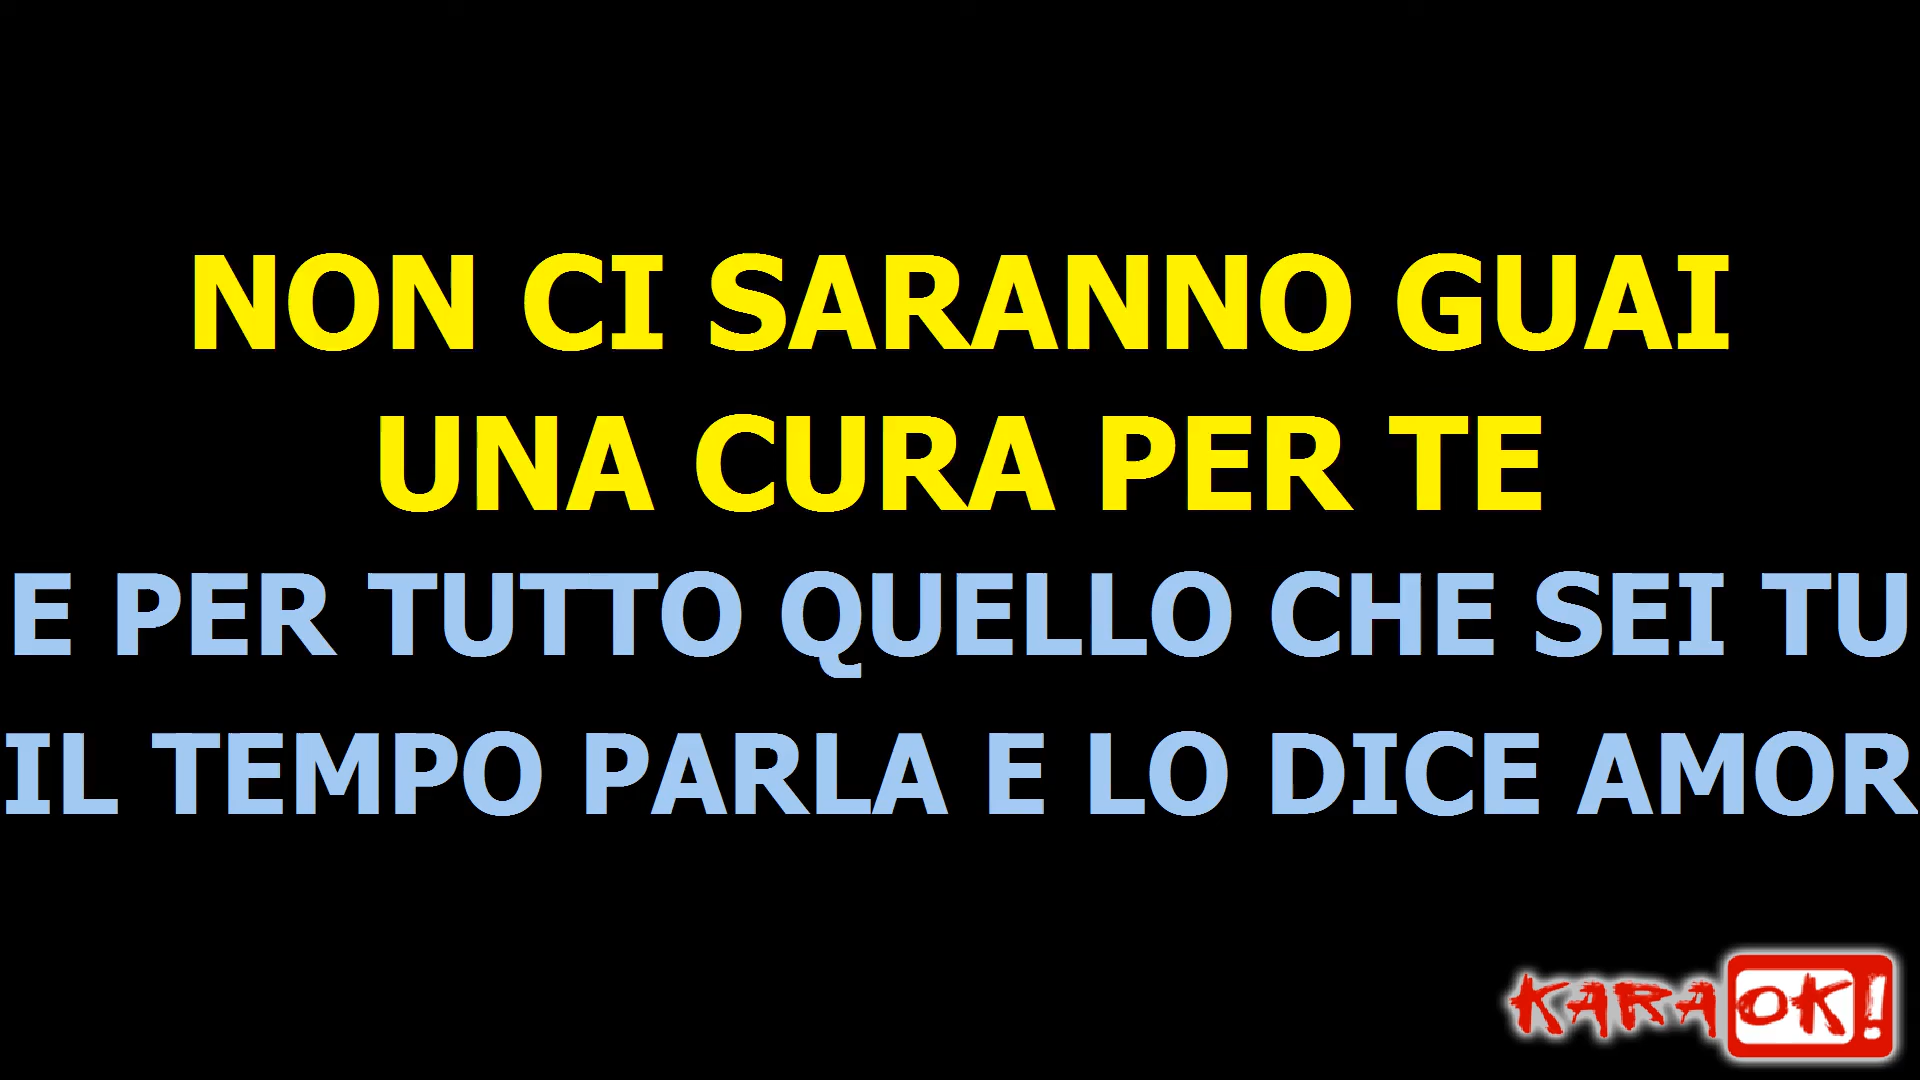 NON CI SARANNO GUAI
UNA CURA PER TE
E PER TUTTO QUELLO CHE SEI TU
IL TEMPO PARLA E LO DICE AMOR
KARAOK!